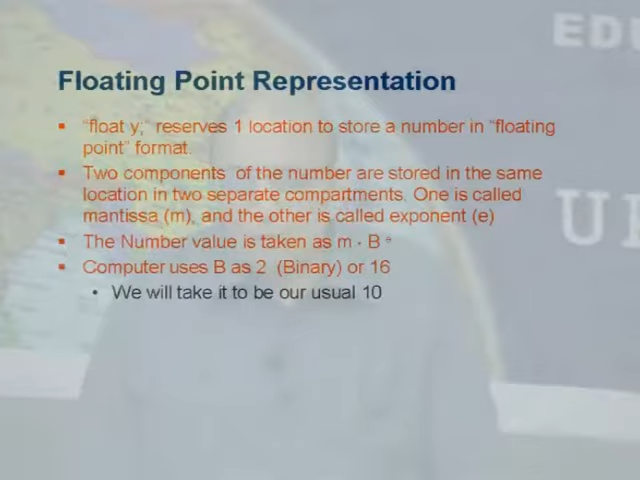 EDU
Floating Point Representation
▪ "float y;" reserves 1 location to store a number in "floating
point" format.
▪ Two components of the number are stored in the same
location in two separate compartments. One is called
mantissa (m), and the other is called exponent (e)
▪ The Number value is taken as m · B ᵉ
▪ Computer uses B as 2 (Binary) or 16
• We will take it to be our usual 10